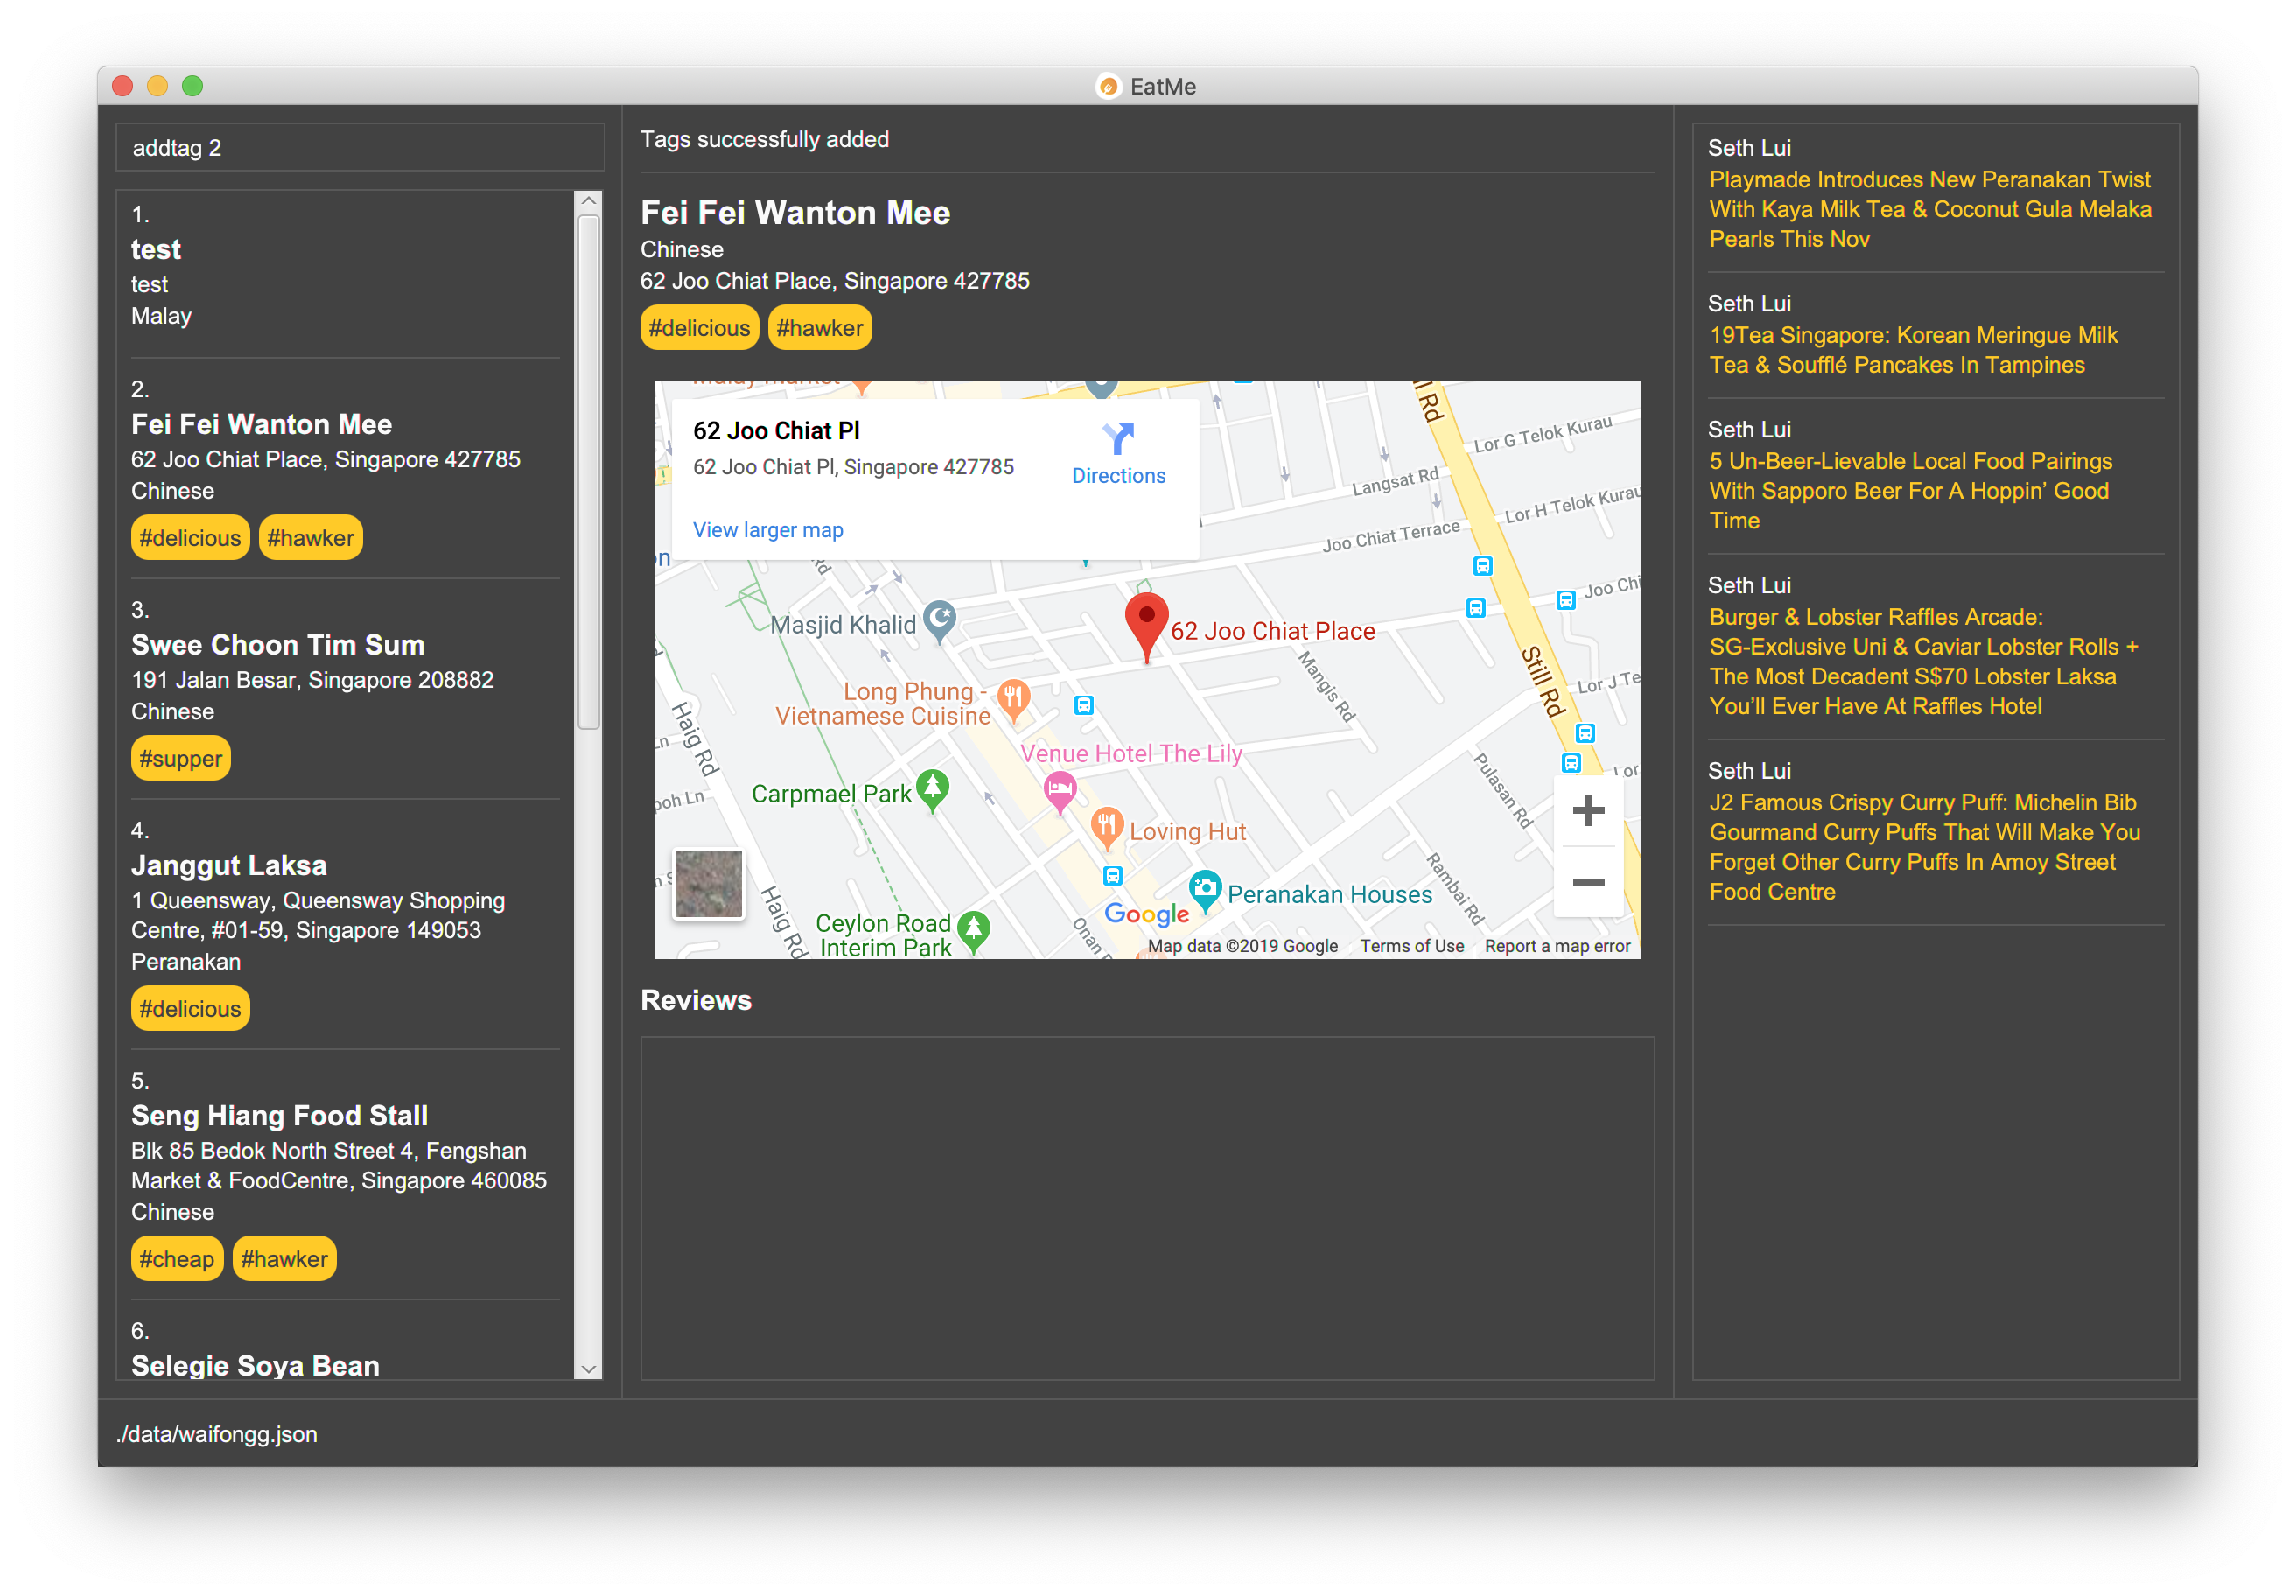 EatMe
addtag 2
1.
test
test
Malay
2.
Fei Fei Wanton Mee
62 Joo Chiat Place, Singapore 427785
Chinese
#delicious #hawker
3.
Swee Choon Tim Sum
191 Jalan Besar, Singapore 208882
Chinese
#supper
4.
Janggut Laksa
1 Queensway, Queensway Shopping
Centre, #01-59, Singapore 149053
Peranakan
#delicious
5.
Seng Hiang Food Stall
Blk 85 Bedok North Street 4, Fengshan
Market & FoodCentre, Singapore 460085
Chinese
#cheap #hawker
6.
Selegie Soya Bean
Tags successfully added
Fei Fei Wanton Mee
Chinese
62 Joo Chiat Place, Singapore 427785
#delicious #hawker
62 Joo Chiat Pl
62 Joo Chiat Pl, Singapore 427785
Directions
View larger map
Lor G Telok Kurau
Langsat Rd
Lor H Telok Kurau
Joo Chiat Terrace
Joo Chi
Masjid Khalid
62 Joo Chiat Place
Mangis Rd
Still Rd
Lor J Te
Long Phung -
Vietnamese Cuisine
Haig Rd
Venue Hotel The Lily
Pulasan Rd
Lor
Carpmael Park
poh Ln
Loving Hut
Rambai Rd
Peranakan Houses
Haig Rd
Ceylon Road
Interim Park
Google
Map data ©2019 Google Terms of Use Report a map error
Reviews
Seth Lui
Playmade Introduces New Peranakan Twist
With Kaya Milk Tea & Coconut Gula Melaka
Pearls This Nov
Seth Lui
19Tea Singapore: Korean Meringue Milk
Tea & Soufflé Pancakes In Tampines
Seth Lui
5 Un-Beer-Lievable Local Food Pairings
With Sapporo Beer For A Hoppin’ Good
Time
Seth Lui
Burger & Lobster Raffles Arcade:
SG-Exclusive Uni & Caviar Lobster Rolls +
The Most Decadent S$70 Lobster Laksa
You’ll Ever Have At Raffles Hotel
Seth Lui
J2 Famous Crispy Curry Puff: Michelin Bib
Gourmand Curry Puffs That Will Make You
Forget Other Curry Puffs In Amoy Street
Food Centre
./data/waifongg.json